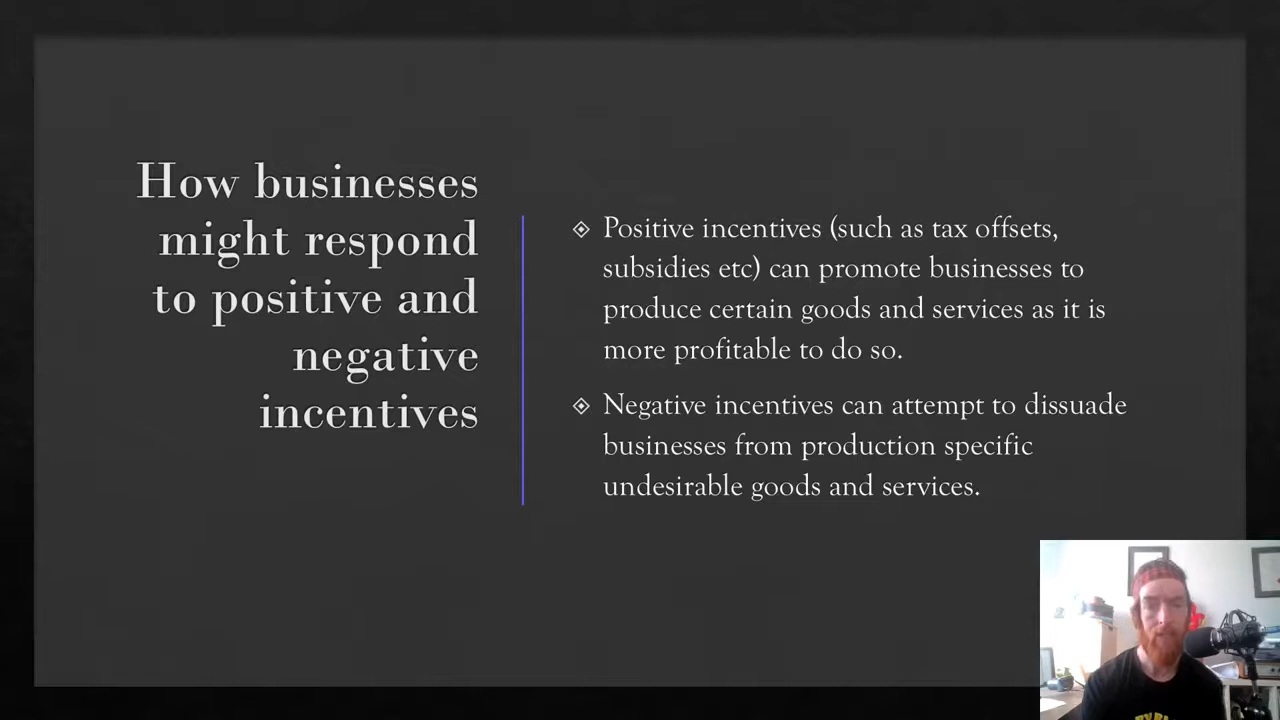 How businesses
might respond
to positive and
negative
incentives
Positive incentives (such as tax offsets,
subsidies etc) can promote businesses to
produce certain goods and services as it is
more profitable to do so.
Negative incentives can attempt to dissuade
businesses from production specific
undesirable goods and services.